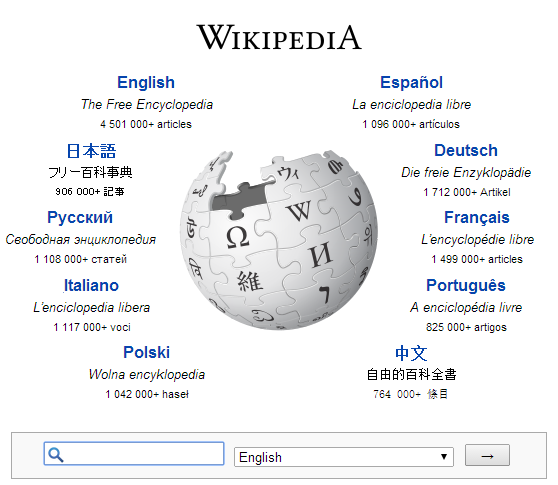 WIKIPEDIA
English
The Free Encyclopedia
4 501 000+ articles
Español
La enciclopedia libre
1 096 000+ artículos
日本語
フリー百科事典
906 000+ 記事
Deutsch
Die freie Enzyklopädie
1 712 000+ Artikel
Русский
Свободная энциклопедия
1 108 000+ статей
Français
L'encyclopédie libre
1 499 000+ articles
Italiano
L'enciclopedia libera
1 117 000+ voci
Português
A enciclopédia livre
825 000+ artigos
Polski
Wolna encyklopedia
1 042 000+ haseł
中文
自由的百科全書
764 000+ 條目
ウィ
W
Ω
И
維
English
→